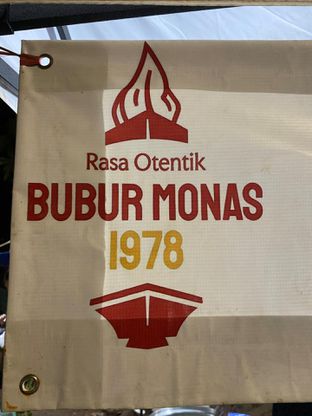 Rasa Otentik
BUBUR MONAS
1978